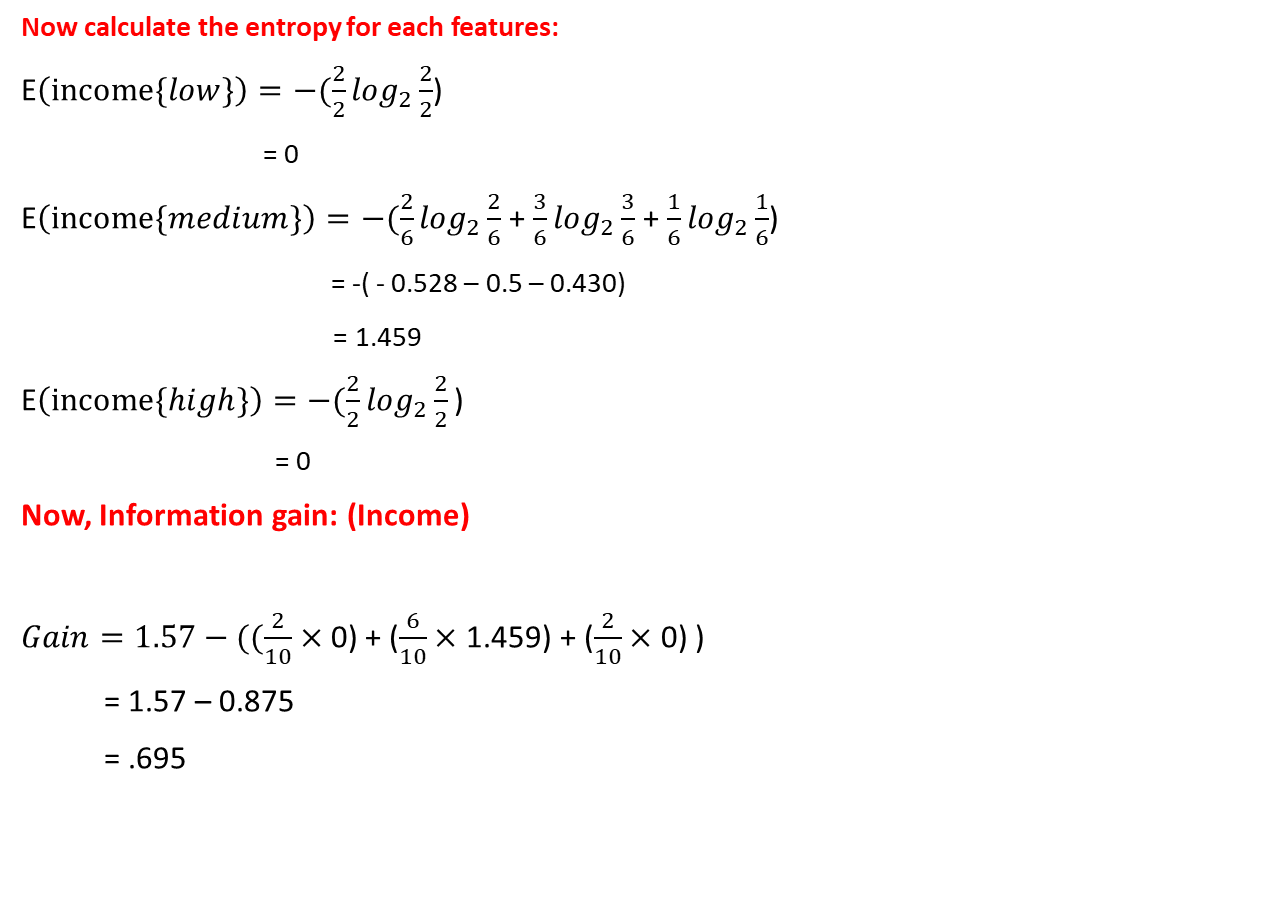 Now calculate the entropy for each features:
E(income{low}) = −(2/2 log₂ 2/2)
= 0
E(income{medium}) = −(2/6 log₂ 2/6 + 3/6 log₂ 3/6 + 1/6 log₂ 1/6)
= -( - 0.528 – 0.5 – 0.430)
= 1.459
E(income{high}) = −(2/2 log₂ 2/2 )
= 0
Now, Information gain: (Income)
Gain = 1.57 − ((2/10 × 0) + (6/10 × 1.459) + (2/10 × 0) )
= 1.57 – 0.875
= .695